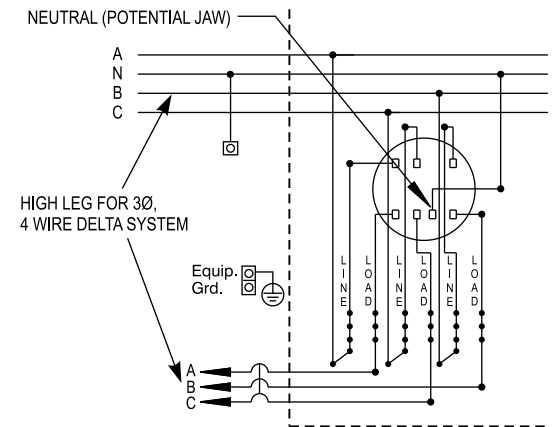 NEUTRAL (POTENTIAL JAW)
A
N
B
C
HIGH LEG FOR 3Ø,
4 WIRE DELTA SYSTEM
Equip.
Grd.
LINE
LOAD
LINE
LOAD
LINE
LOAD
A
B
C